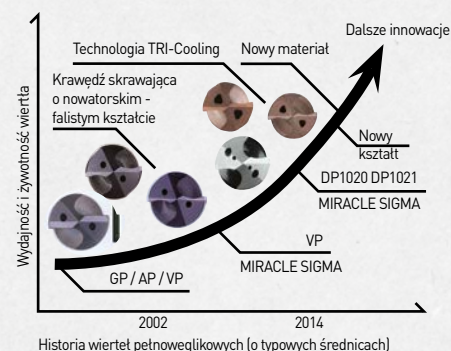 Dalsze innowacje
Technologia TRI-Cooling
Nowy materiał
Krawędź skrawająca
o nowatorskim -
falistym kształcie
Nowy
kształt
DP1020 DP1021
MIRACLE SIGMA
VP
MIRACLE SIGMA
GP / AP / VP
Wydajność i żywotność wiertła
2002
2014
Historia wierteł pełnowęglikowych (o typowych średnicach)